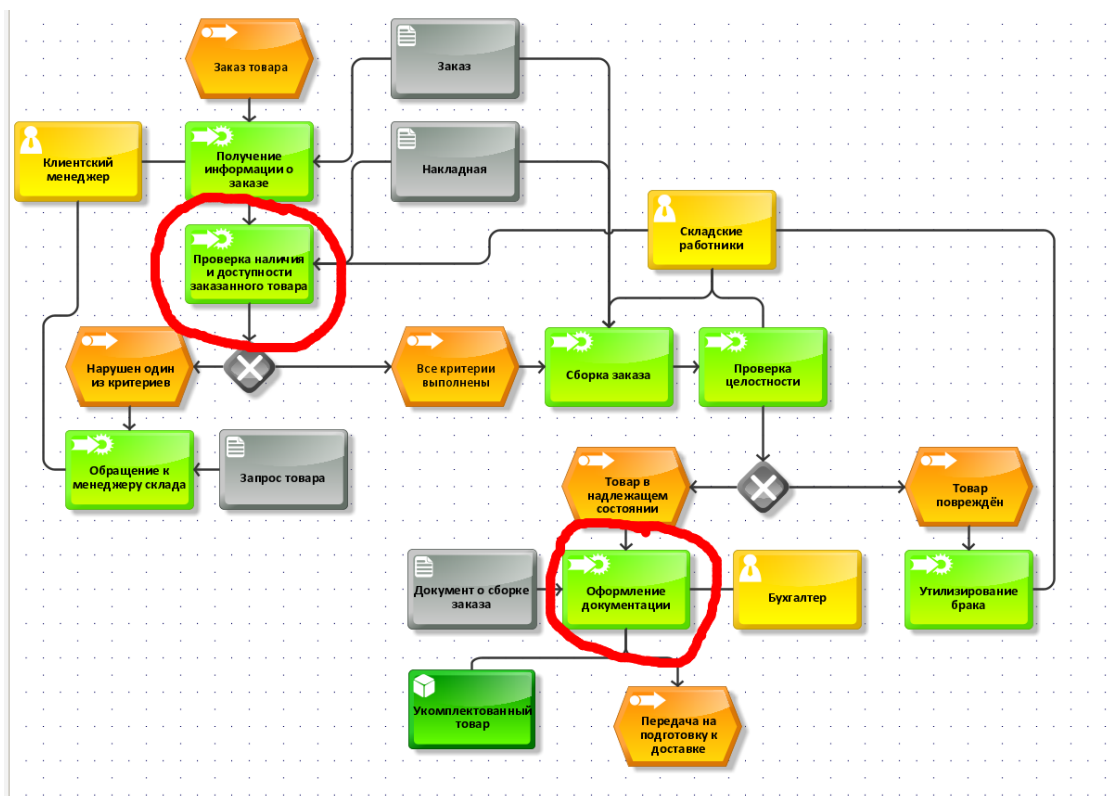 Заказ товара
Заказ
Клиентский
менеджер
Получение
информации о
заказе
Накладная
Складские
работники
Проверка наличия
и доступности
заказанного товара
Нарушен один
из критериев
Все критерии
выполнены
Сборка заказа
Проверка
целостности
Обращение к
менеджеру склада
Запрос товара
Товар в
надлежащем
состоянии
Товар
повреждён
Документ о сборке
заказа
Оформление
документации
Бухгалтер
Утилизирование
брака
Укомплектованный
товар
Передача на
подготовку к
доставке